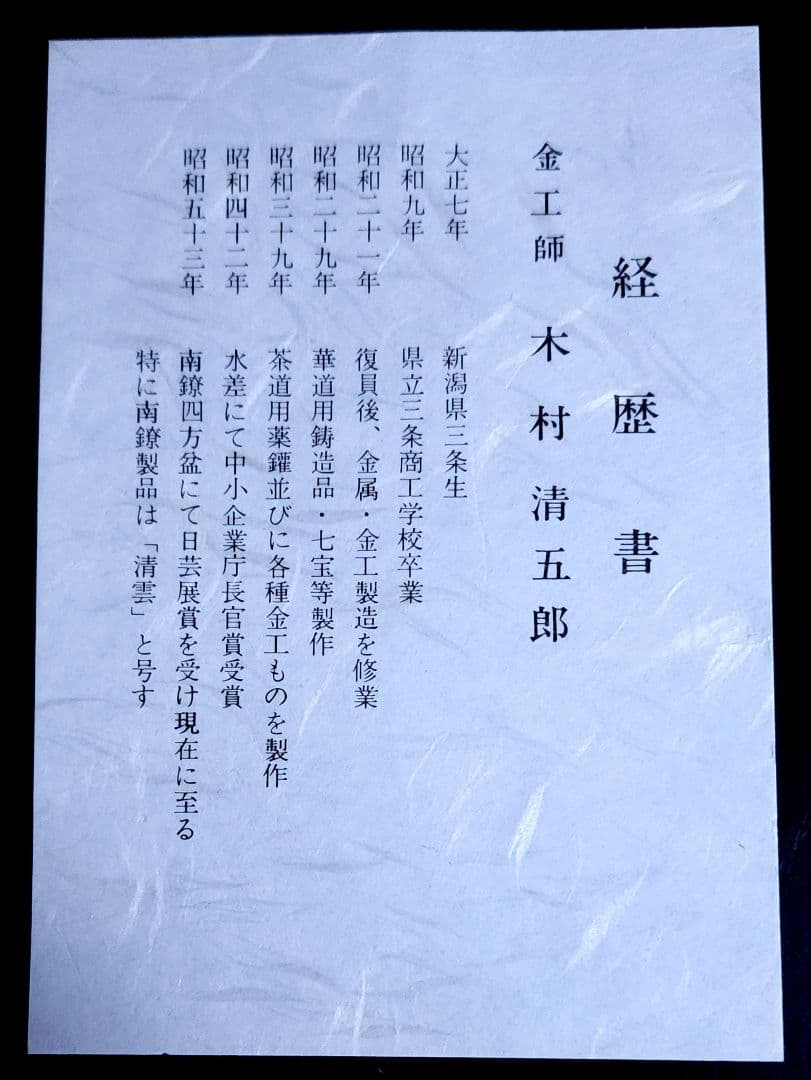 経歴書
金工師 木村清五郎
大正七年 新潟県三条生
昭和九年 県立三条商工学校卒業
昭和二十一年 復員後、金属・金工製造を修業
昭和二十九年 華道用鋳造品・七宝等製作
昭和三十九年 茶道用薬鑵並びに各種金工ものを製作
昭和四十二年 水差にて中小企業庁長官賞受賞
昭和五十三年 南鐐四方盆にて日芸展賞を受け現在に至る
特に南鐐製品は「清雲」と号す